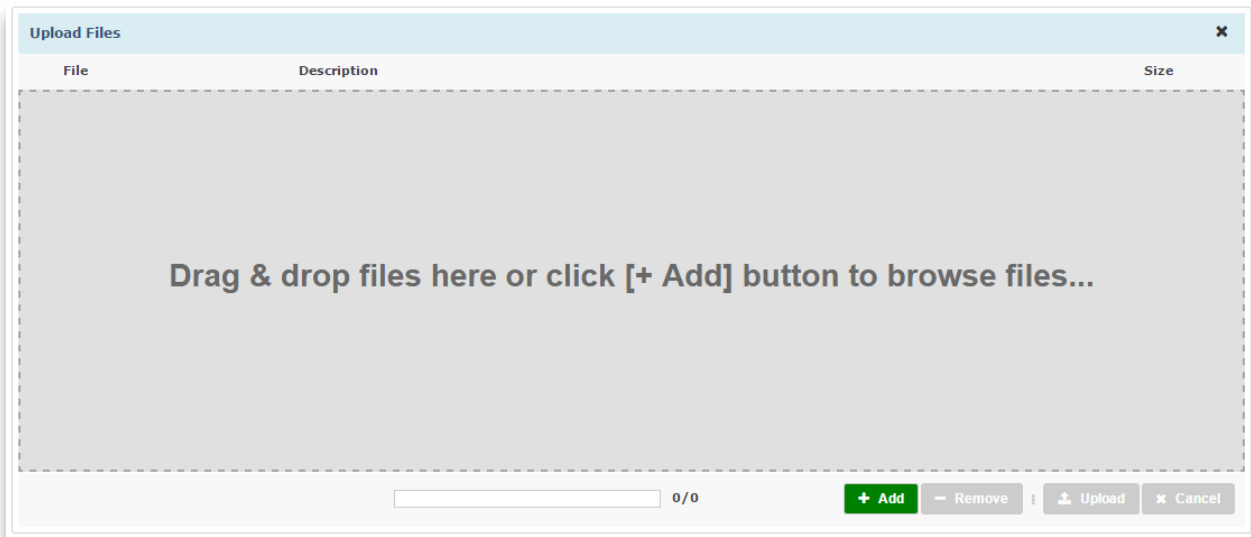 Upload Files
File Description Size
Drag & drop files here or click [+ Add] button to browse files...
0/0 + Add - Remove | Upload x Cancel